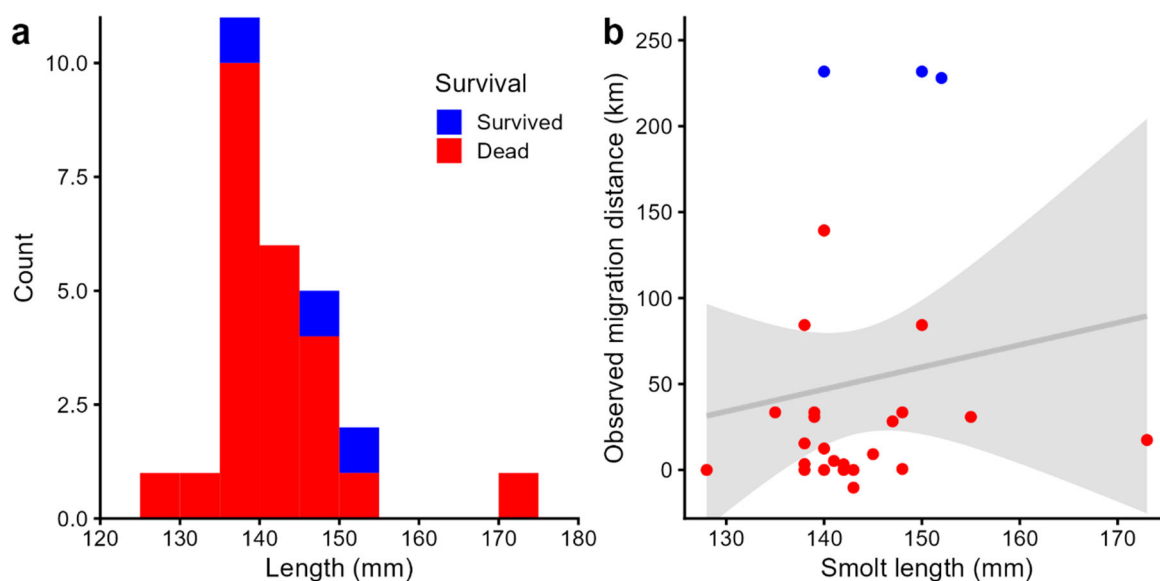 a
10.0
7.5
5.0
2.5
0.0
Count
120 130 140 150 160 170 180
Length (mm)
Survival
Survived
Dead
b
250
200
150
100
50
0
Observed migration distance (km)
130 140 150 160 170
Smolt length (mm)